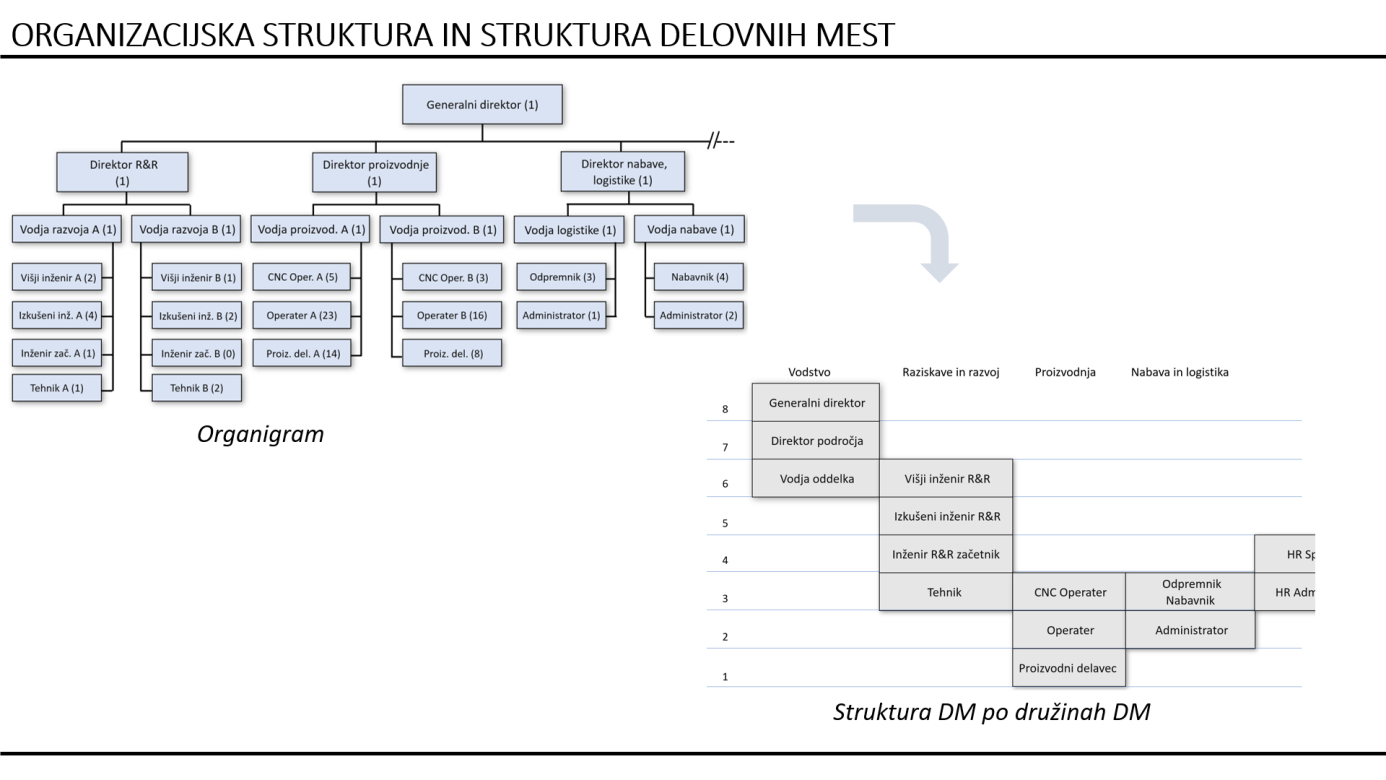 ORGANIZACIJSKA STRUKTURA IN STRUKTURA DELOVNIH MEST
Generalni direktor (1)
Direktor R&R
(1)
Direktor proizvodnje
(1)
Direktor nabave,
logistike (1)
Vodja razvoja A (1)
Vodja razvoja B (1)
Vodja proizvod. A (1)
Vodja proizvod. B (1)
Vodja logistike (1)
Vodja nabave (1)
Višji inženir A (2)
Višji inženir B (1)
CNC Oper. A (5)
CNC Oper. B (3)
Odpremnik (3)
Nabavnik (4)
Izkušeni inž. A (4)
Izkušeni inž. B (2)
Operater A (23)
Operater B (16)
Administrator (1)
Administrator (2)
Inženir zač. A (1)
Inženir zač. B (0)
Proiz. del. A (14)
Proiz. del. (8)
Tehnik A (1)
Tehnik B (2)
Organigram
Vodstvo
Raziskave in razvoj
Proizvodnja
Nabava in logistika
8
Generalni direktor
7
Direktor področja
6
Vodja oddelka
Višji inženir R&R
5
Izkušeni inženir R&R
4
Inženir R&R začetnik
HR Sp
3
Tehnik
CNC Operater
Odpremnik
Nabavnik
HR Adm
2
Operater
Administrator
1
Proizvodni delavec
Struktura DM po družinah DM